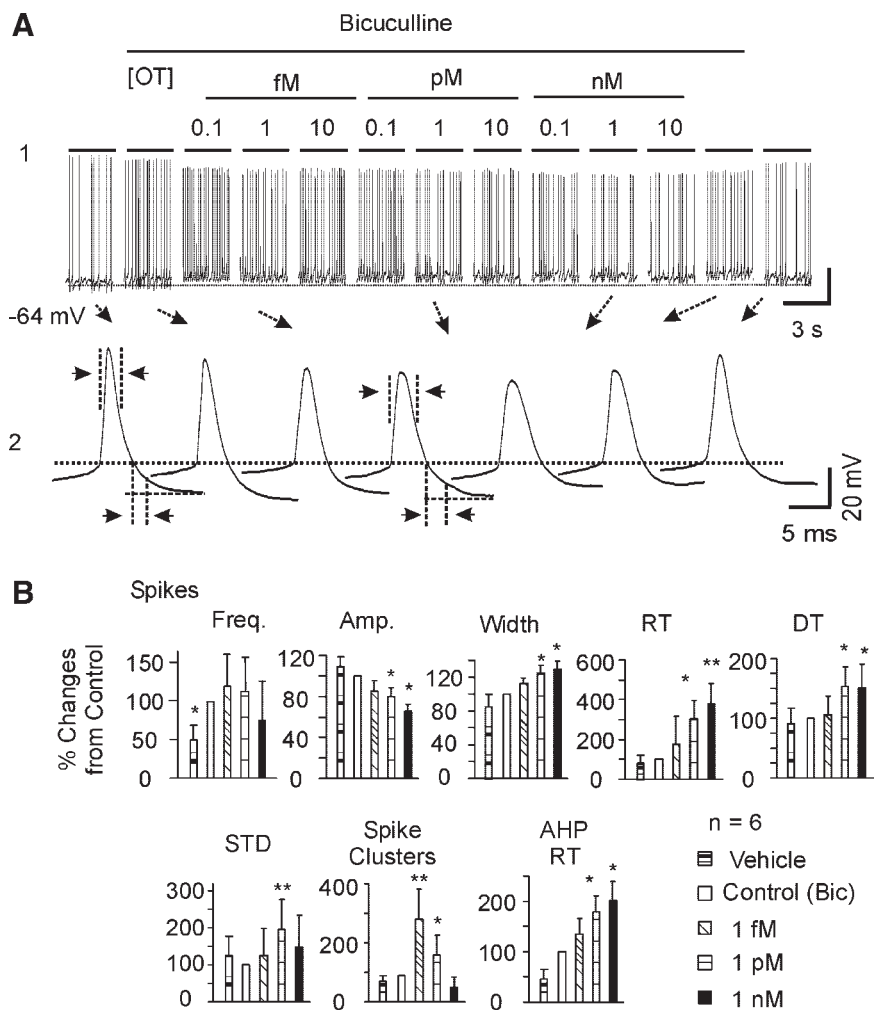 A
Bicuculline
[OT]
fM
pM
nM
0.1 1 10 0.1 1 10 0.1 1 10
1
-64 mV
3 s
2
20 mV
5 ms
B
Spikes
% Changes
from Control
Freq.
150
100
50
0
*
Amp.
120
80
40
0
* *
Width
120
80
40
0
* *
RT
600
400
200
0
* **
DT
200
100
0
* *
STD
300
200
100
0
**
Spike
Clusters
400
200
0
** *
AHP
RT
200
100
0
* *
n = 6
Vehicle
Control (Bic)
1 fM
1 pM
1 nM